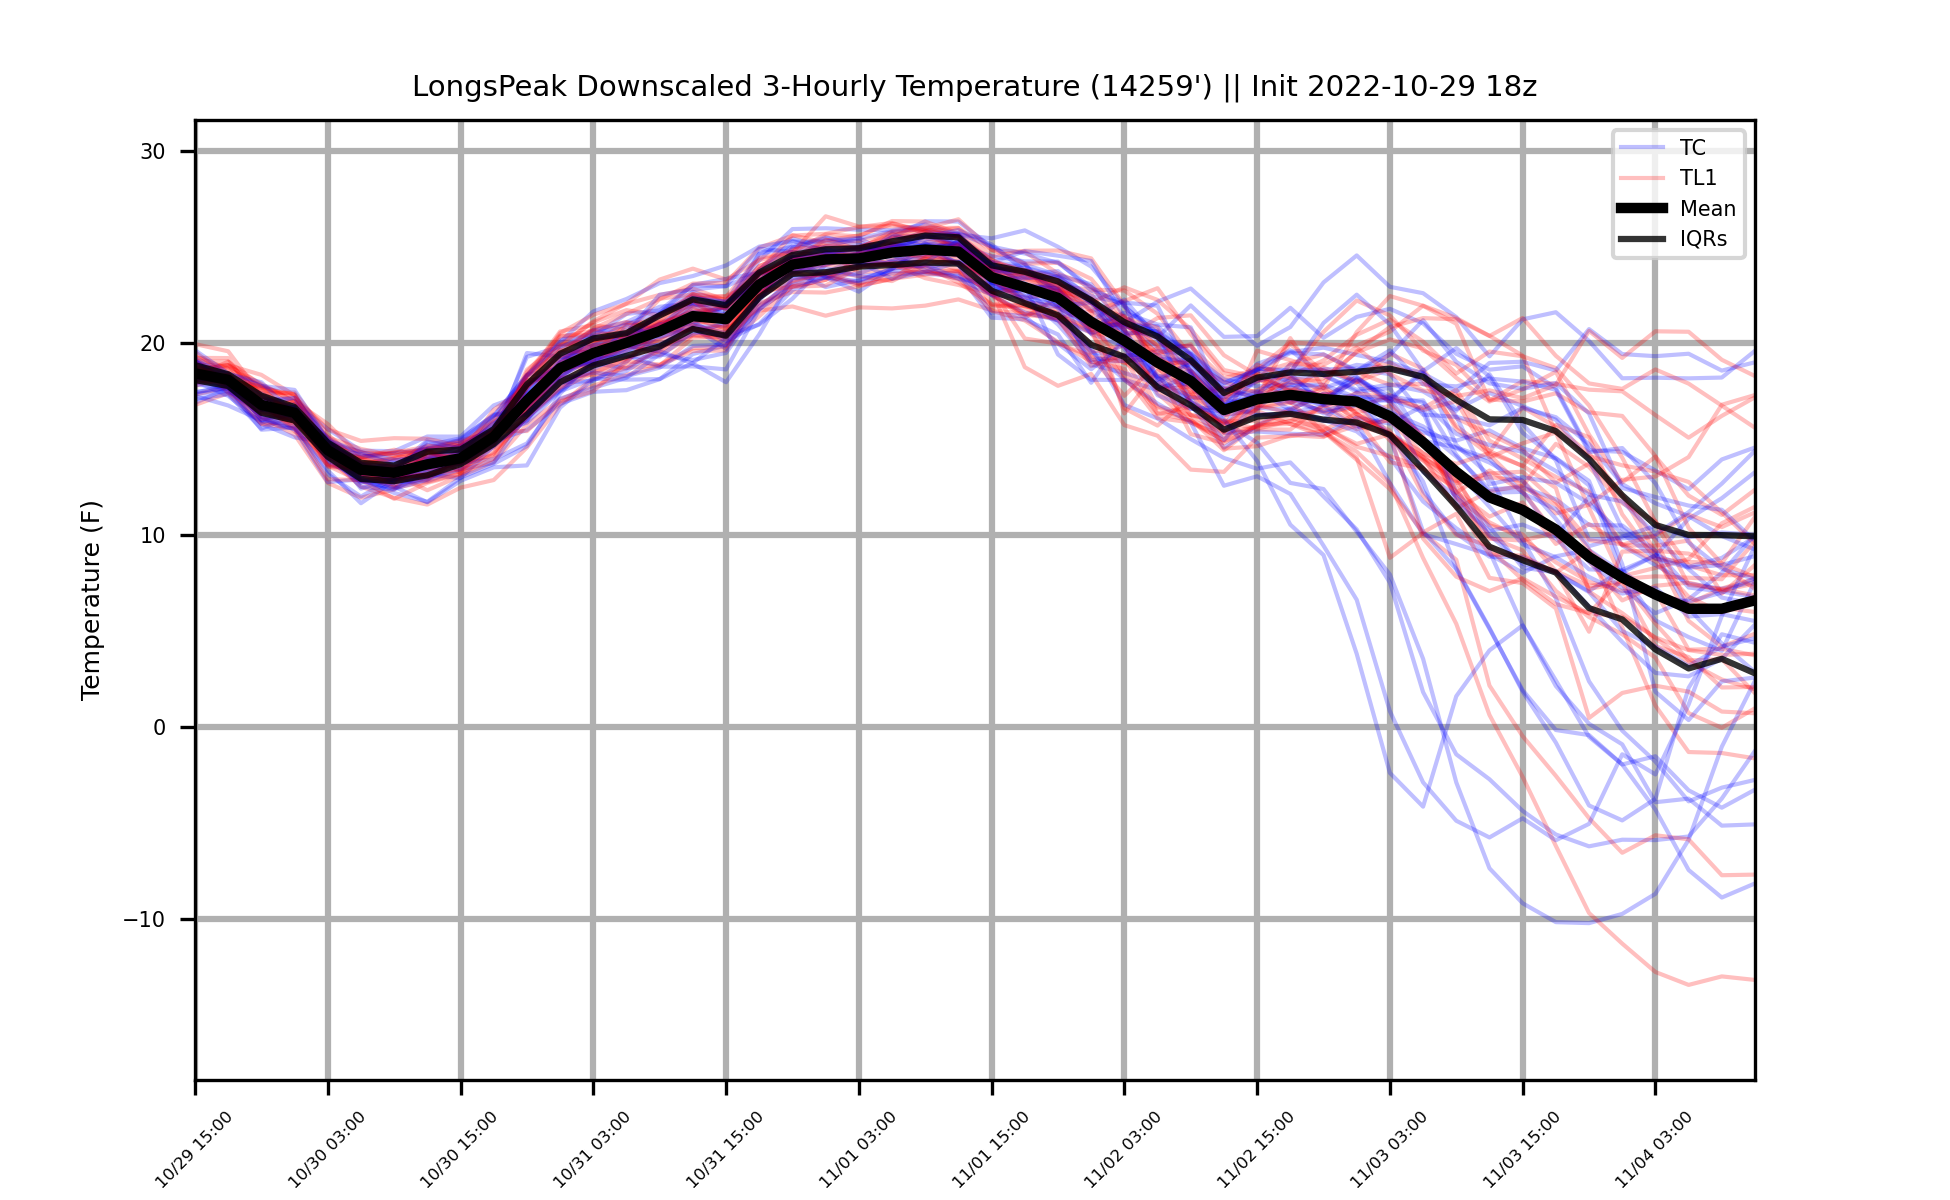 LongsPeak Downscaled 3-Hourly Temperature (14259') || Init 2022-10-29 18z
TC
TL1
Mean
IQRs
Temperature (F)
30
20
10
0
−10
10/29 15:00
10/30 03:00
10/30 15:00
10/31 03:00
10/31 15:00
11/01 03:00
11/01 15:00
11/02 03:00
11/02 15:00
11/03 03:00
11/03 15:00
11/04 03:00